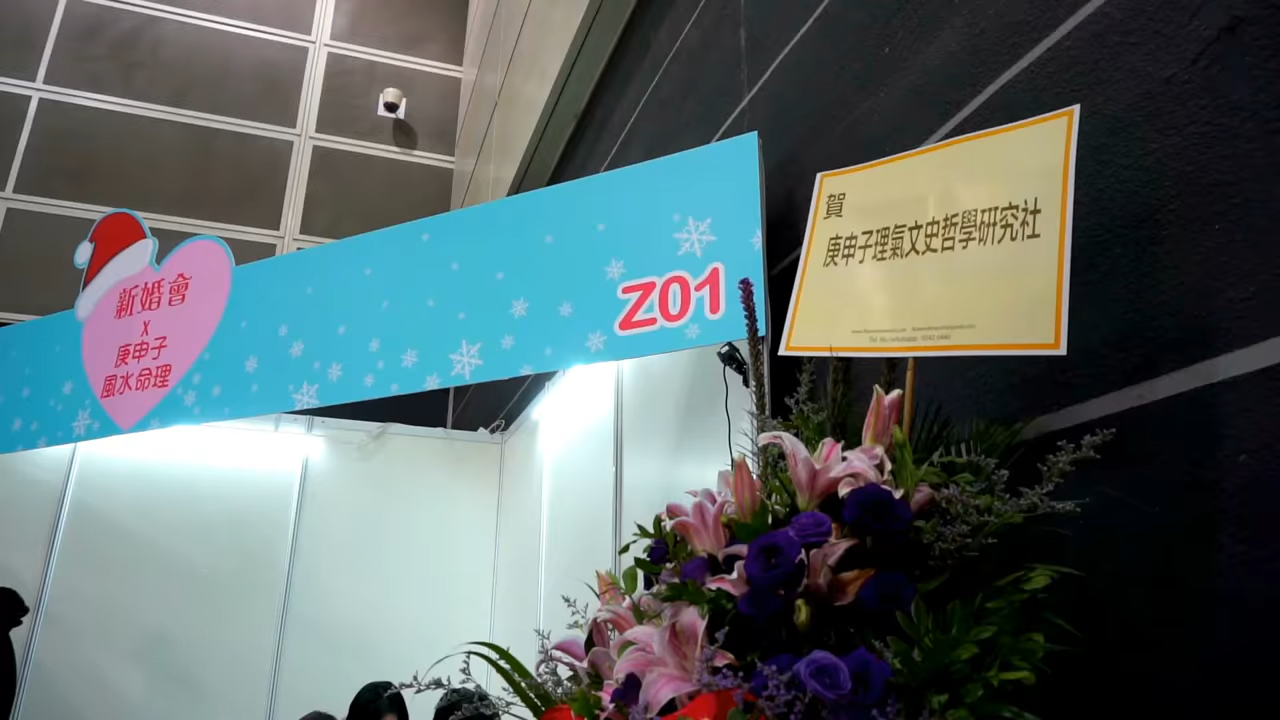 新婚會
x
庚申子
風水命理
Z01
賀
庚申子理氣文史哲學研究社